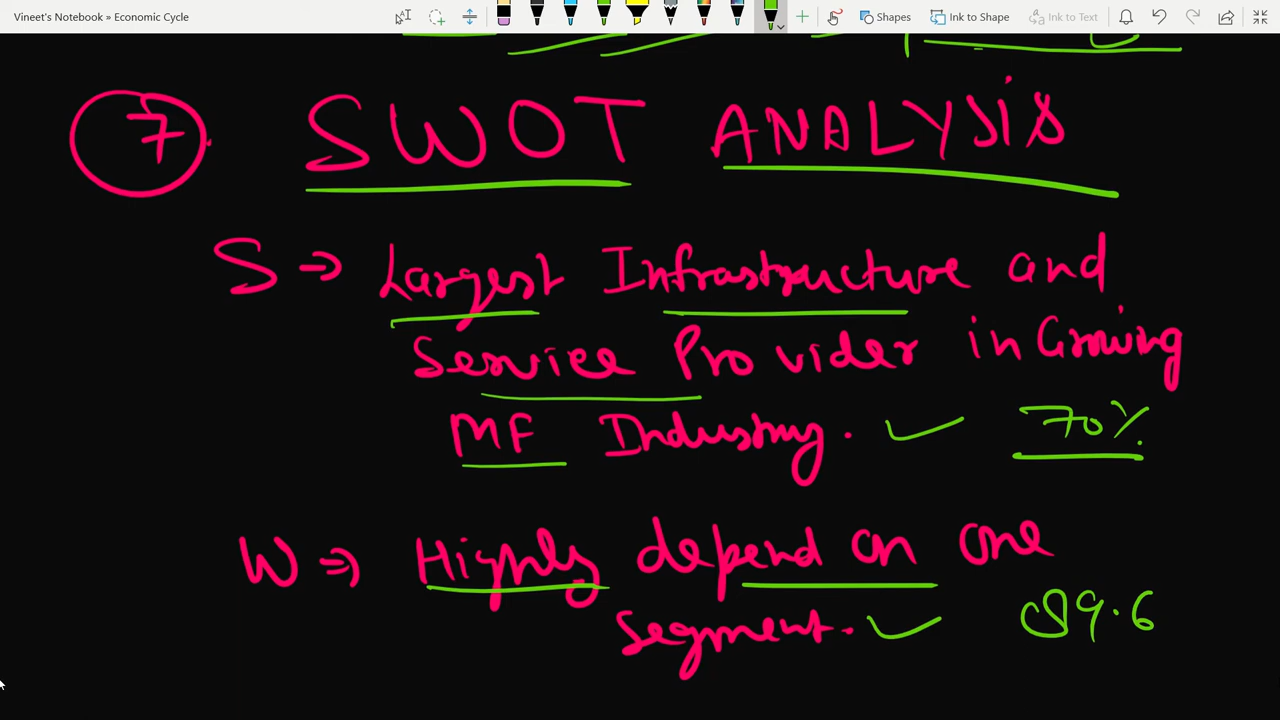 Vineet's Notebook » Economic Cycle
Shapes Ink to Shape Ink to Text
7 SWOT ANALYSIS
S ⇒ Largest Infrastructure and
Service Provider in Growing
MF Industry. ✓ 70%
W ⇒ Highly depend on one
segment. ✓ 89.6